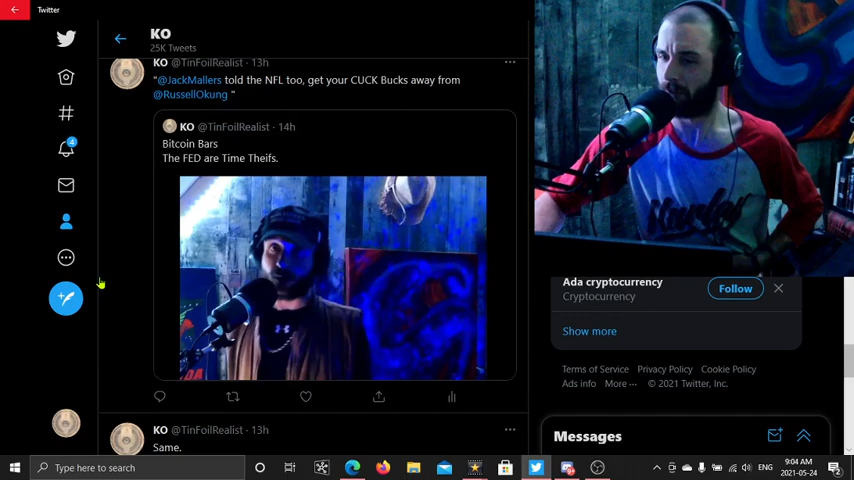 Twitter
KO
25K Tweets
KO @TinFoilRealist · 13h
"@JackMallers told the NFL too, get your CUCK Bucks away from
@RussellOkung "
KO @TinFoilRealist · 14h
Bitcoin Bars
The FED are Time Theifs.
4
KO @TinFoilRealist · 13h
Same.
Ada cryptocurrency
Cryptocurrency
Follow
Show more
Terms of Service Privacy Policy Cookie Policy
Ads info More ··· © 2021 Twitter, Inc.
Messages
Type here to search
ENG
9:04 AM
2021-05-24
2